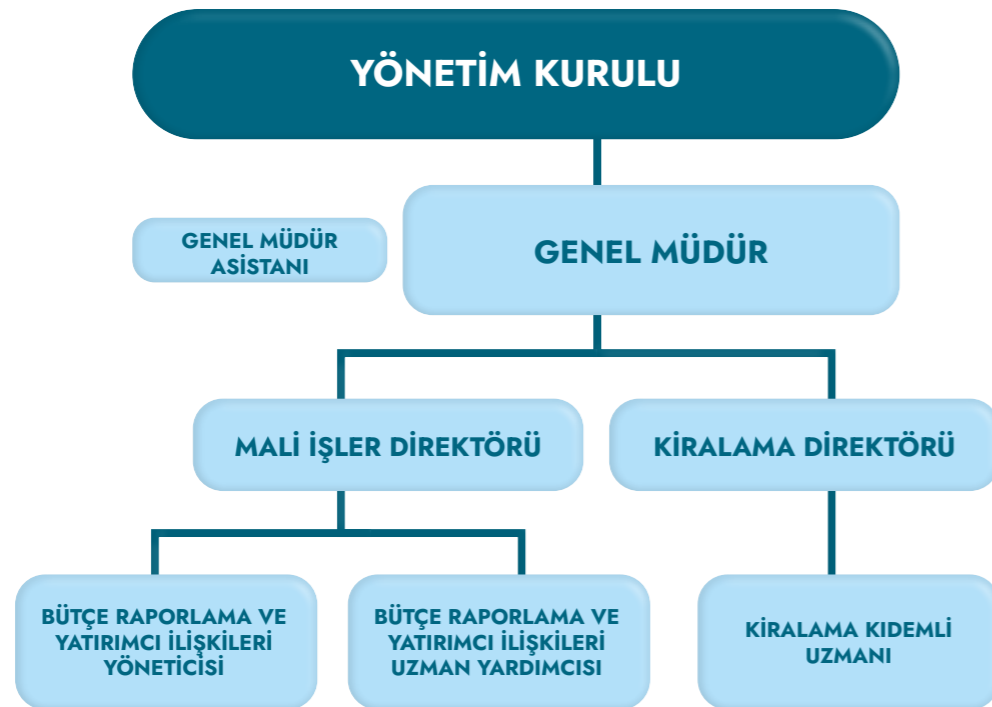 YÖNETİM KURULU
GENEL MÜDÜR
ASİSTANI
GENEL MÜDÜR
MALİ İŞLER DİREKTÖRÜ
KİRALAMA DİREKTÖRÜ
BÜTÇE RAPORLAMA VE
YATIRIMCI İLİŞKİLERİ
YÖNETİCİSİ
BÜTÇE RAPORLAMA VE
YATIRIMCI İLİŞKİLERİ
UZMAN YARDIMCISI
KİRALAMA KIDEMLİ
UZMANI